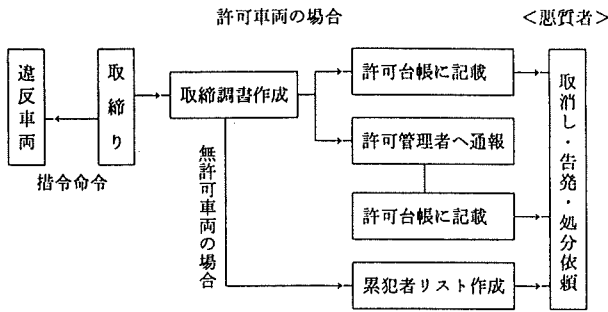 許可車両の場合
<悪質者>
違反車両
取締り
取締調書作成
許可台帳に記載
取消し・告発・処分依頼
許可管理者へ通報
措令命令
無許可車両の場合
許可台帳に記載
累犯者リスト作成